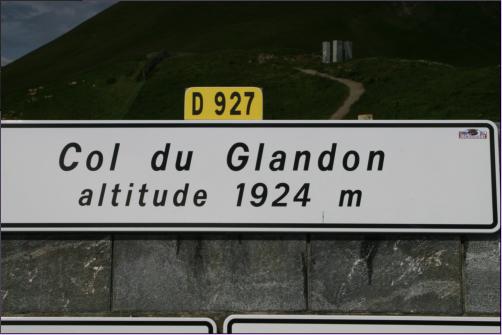 D 927
Col du Glandon
altitude 1924 m